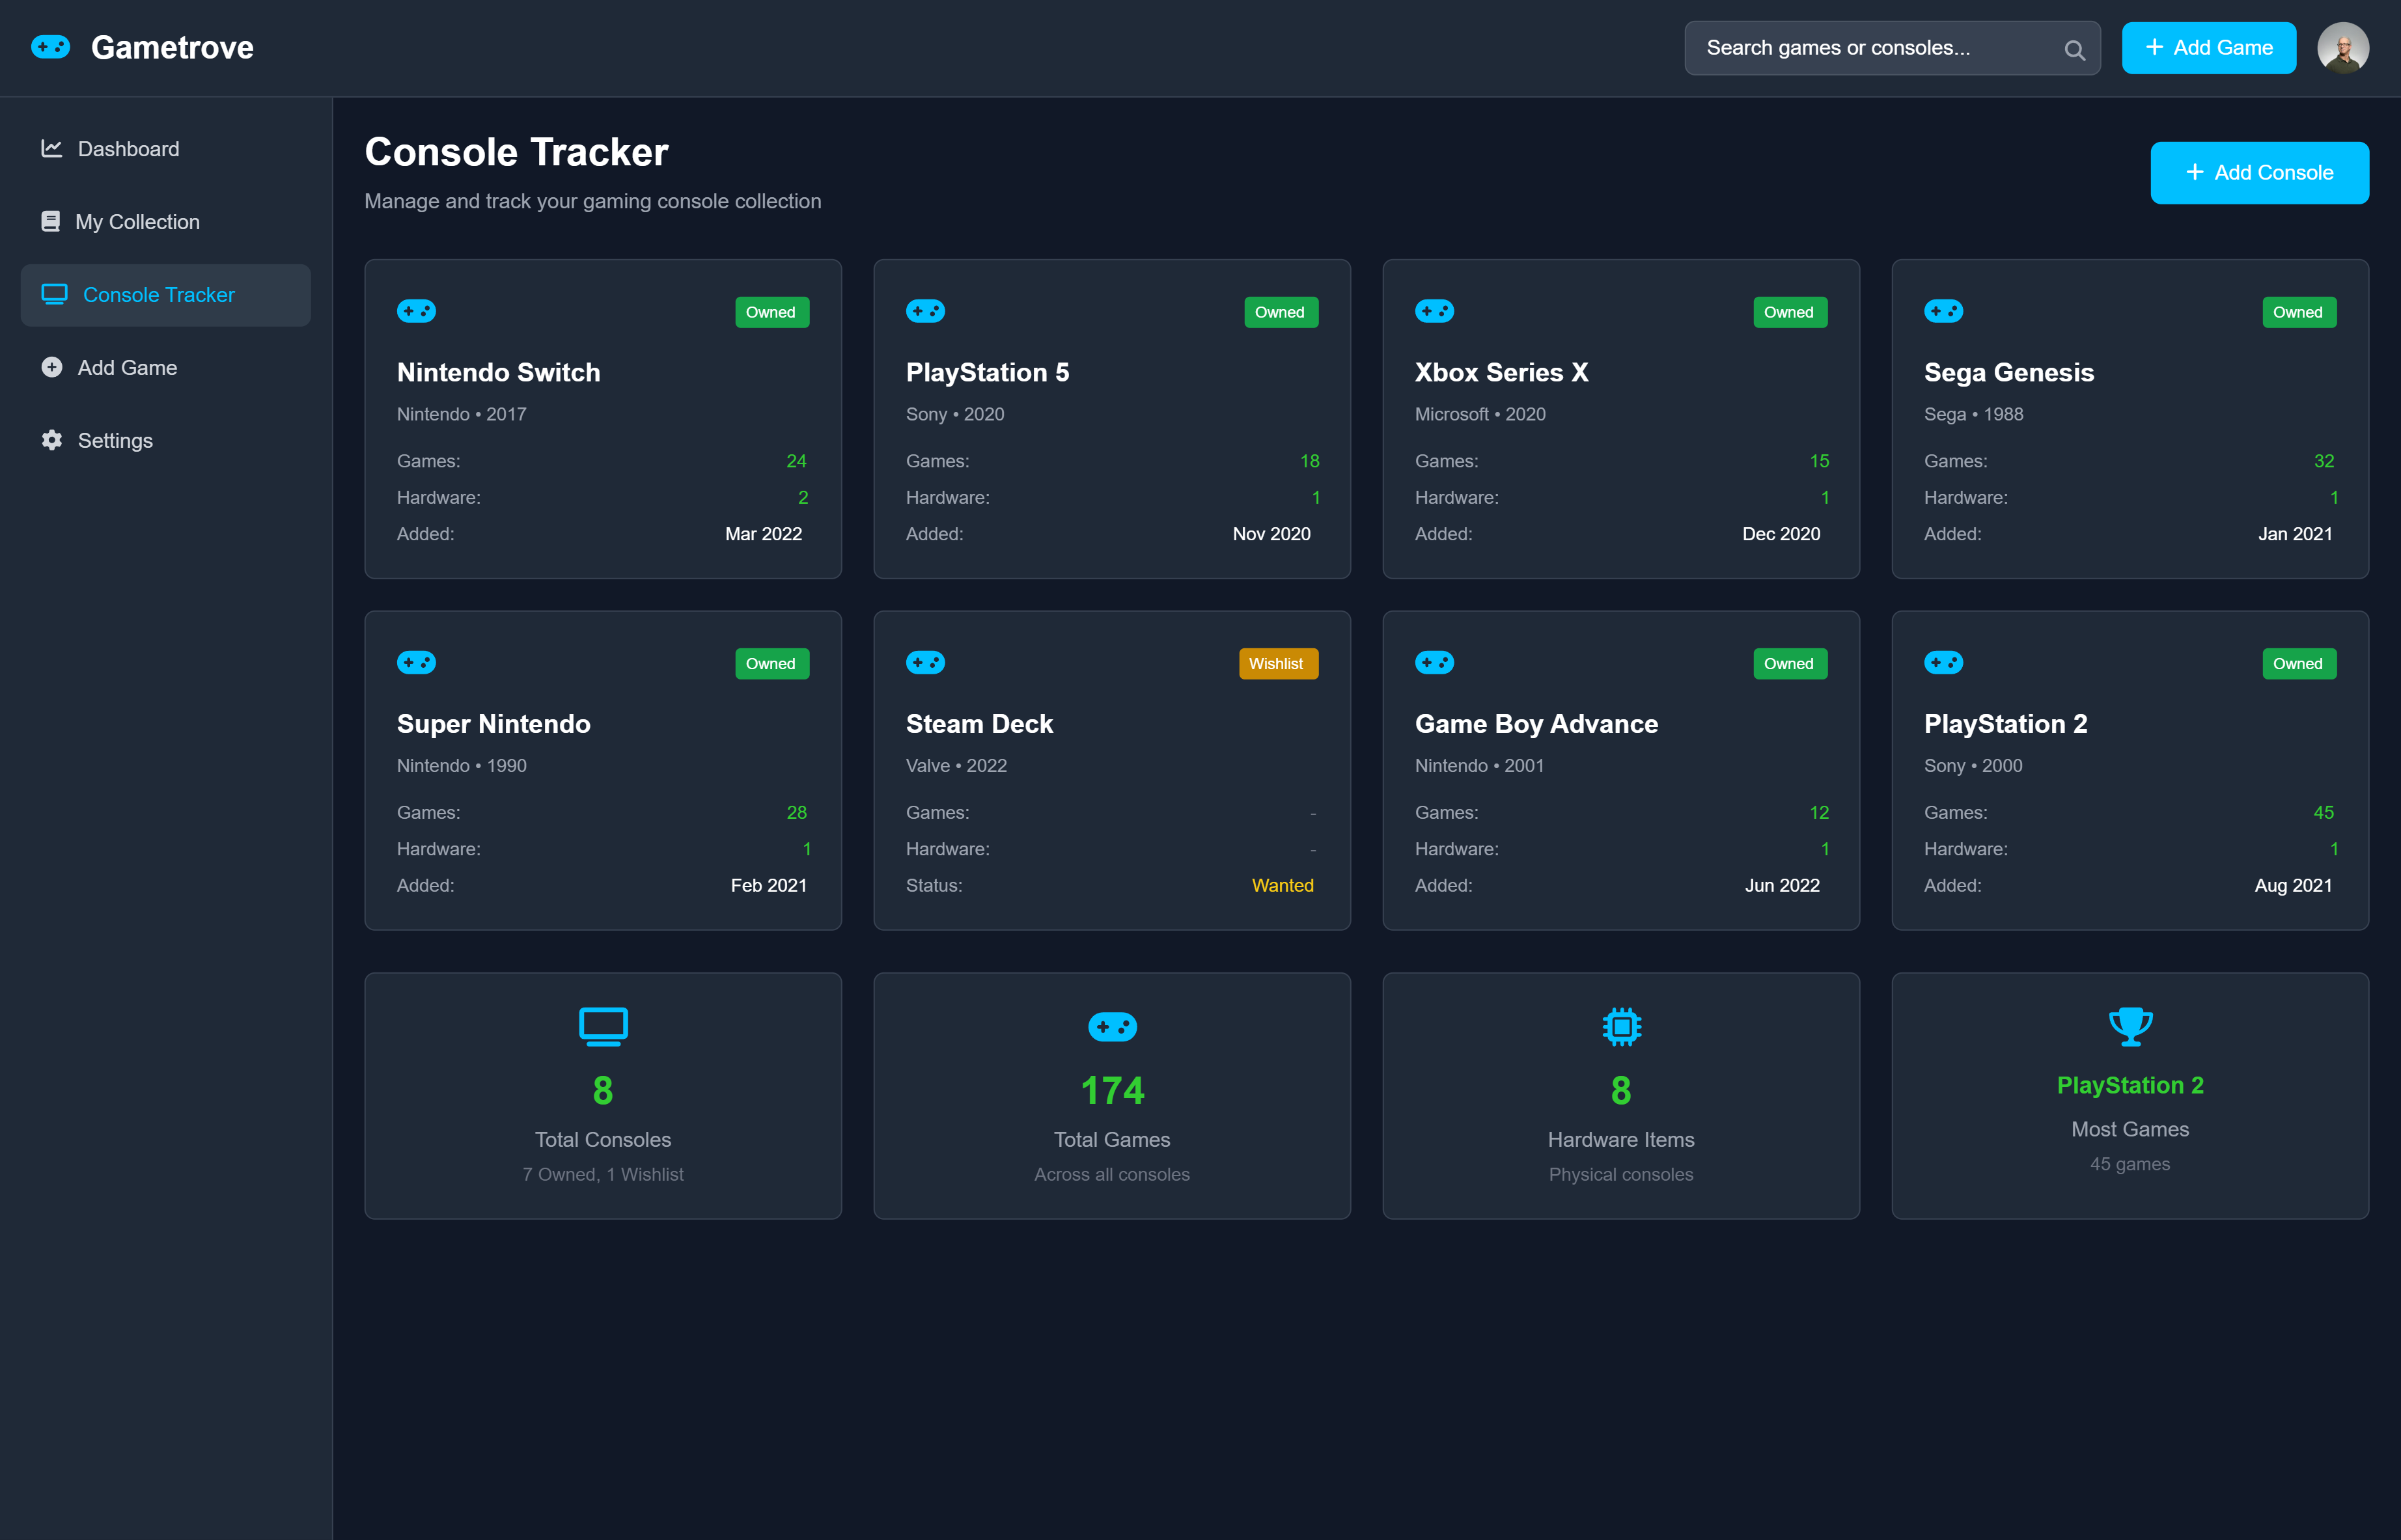 Gametrove
Search games or consoles...
+ Add Game
Dashboard
My Collection
Console Tracker
Add Game
Settings
Console Tracker
Manage and track your gaming console collection
+ Add Console
Owned
Nintendo Switch
Nintendo • 2017
Games: 24
Hardware: 2
Added: Mar 2022
Owned
PlayStation 5
Sony • 2020
Games: 18
Hardware: 1
Added: Nov 2020
Owned
Xbox Series X
Microsoft • 2020
Games: 15
Hardware: 1
Added: Dec 2020
Owned
Sega Genesis
Sega • 1988
Games: 32
Hardware: 1
Added: Jan 2021
Owned
Super Nintendo
Nintendo • 1990
Games: 28
Hardware: 1
Added: Feb 2021
Wishlist
Steam Deck
Valve • 2022
Games: -
Hardware: -
Status: Wanted
Owned
Game Boy Advance
Nintendo • 2001
Games: 12
Hardware: 1
Added: Jun 2022
Owned
PlayStation 2
Sony • 2000
Games: 45
Hardware: 1
Added: Aug 2021
8
Total Consoles
7 Owned, 1 Wishlist
174
Total Games
Across all consoles
8
Hardware Items
Physical consoles
PlayStation 2
Most Games
45 games